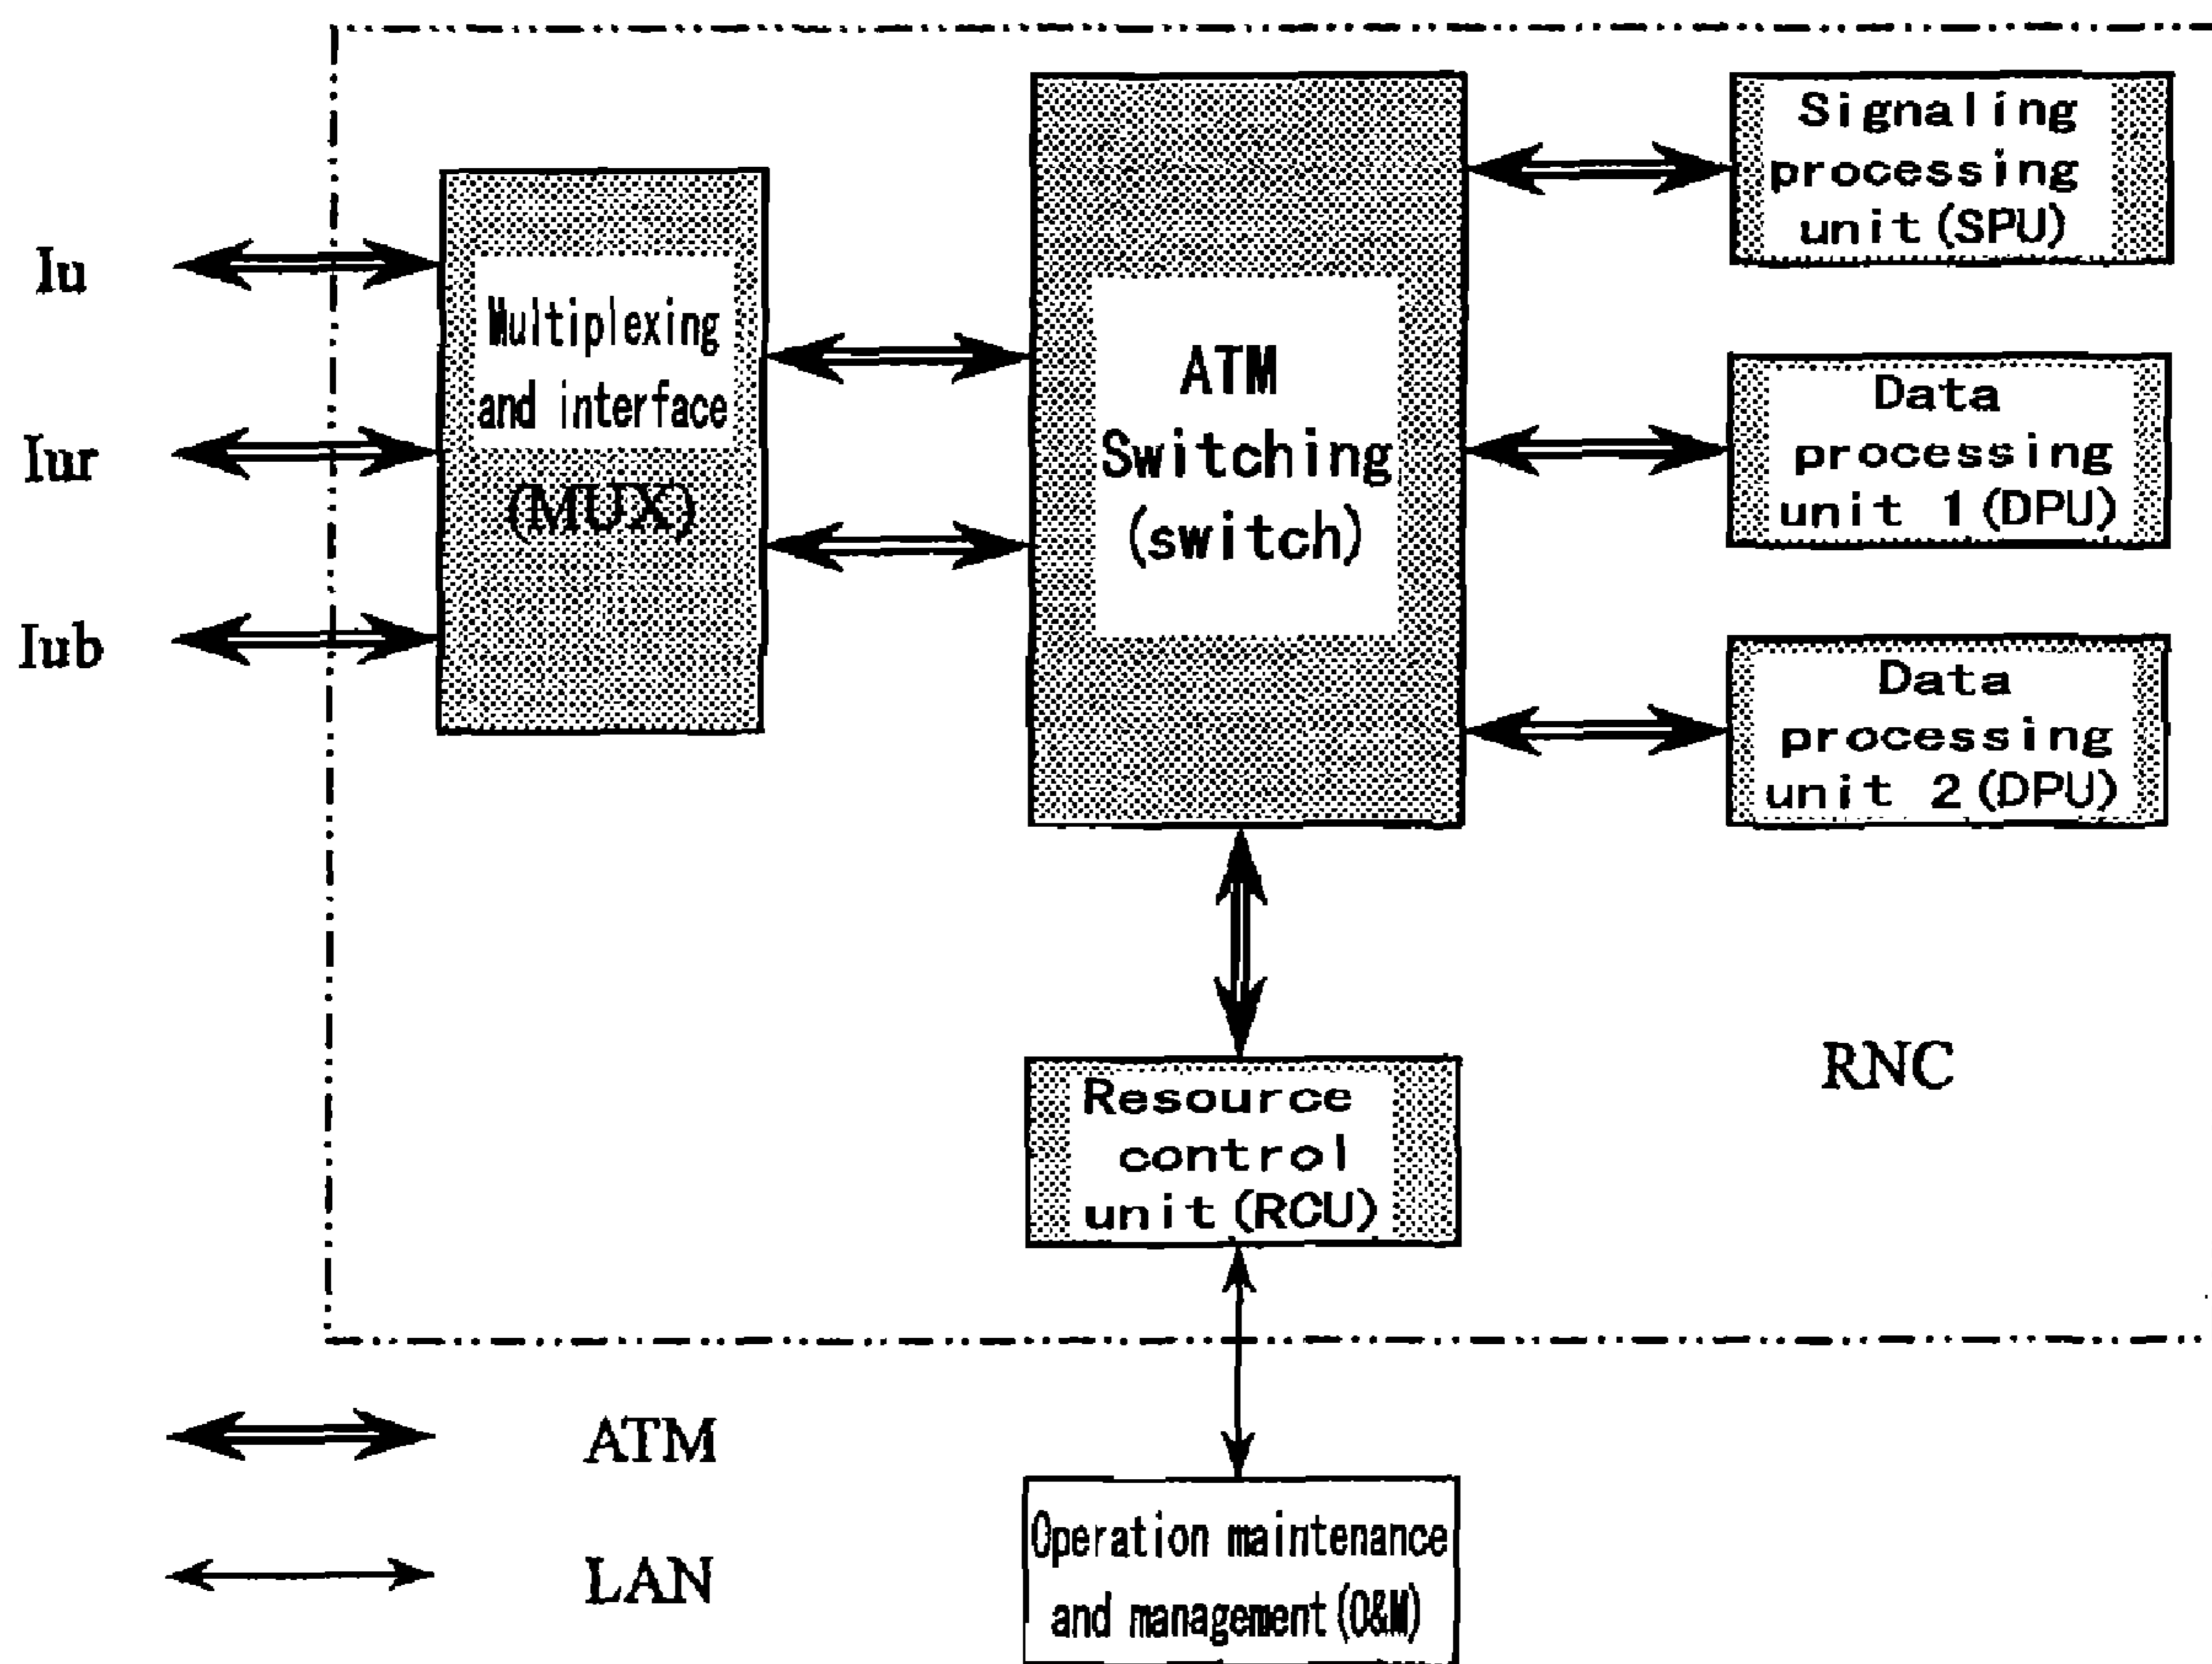 Iu
Iur
Iub
Multiplexing
and interface
(MUX)
ATM
Switching
(switch)
Signaling
processing
unit(SPU)
Data
processing
unit 1(DPU)
Data
processing
unit 2(DPU)
Resource
control
unit(RCU)
RNC
ATM
LAN
Operation maintenance
and management(O&M)